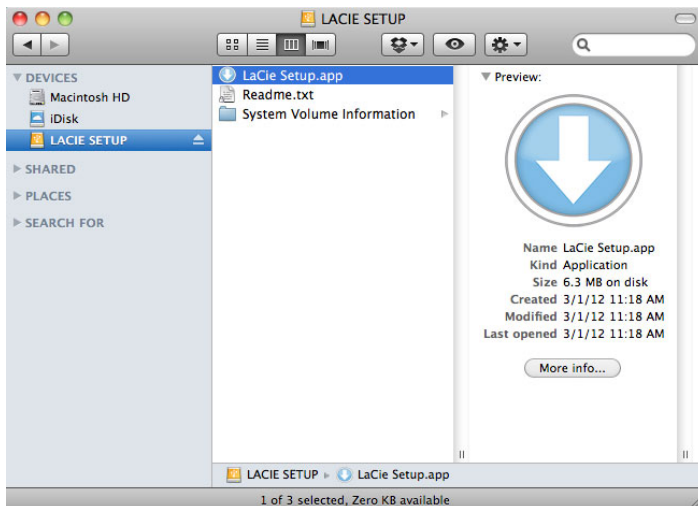 LACIE SETUP
DEVICES
Macintosh HD
iDisk
LACIE SETUP
SHARED
PLACES
SEARCH FOR
LaCie Setup.app
Readme.txt
System Volume Information
Preview:
Name LaCie Setup.app
Kind Application
Size 6.3 MB on disk
Created 3/1/12 11:18 AM
Modified 3/1/12 11:18 AM
Last opened 3/1/12 11:18 AM
More info...
LACIE SETUP ▸ LaCie Setup.app
1 of 3 selected, Zero KB available